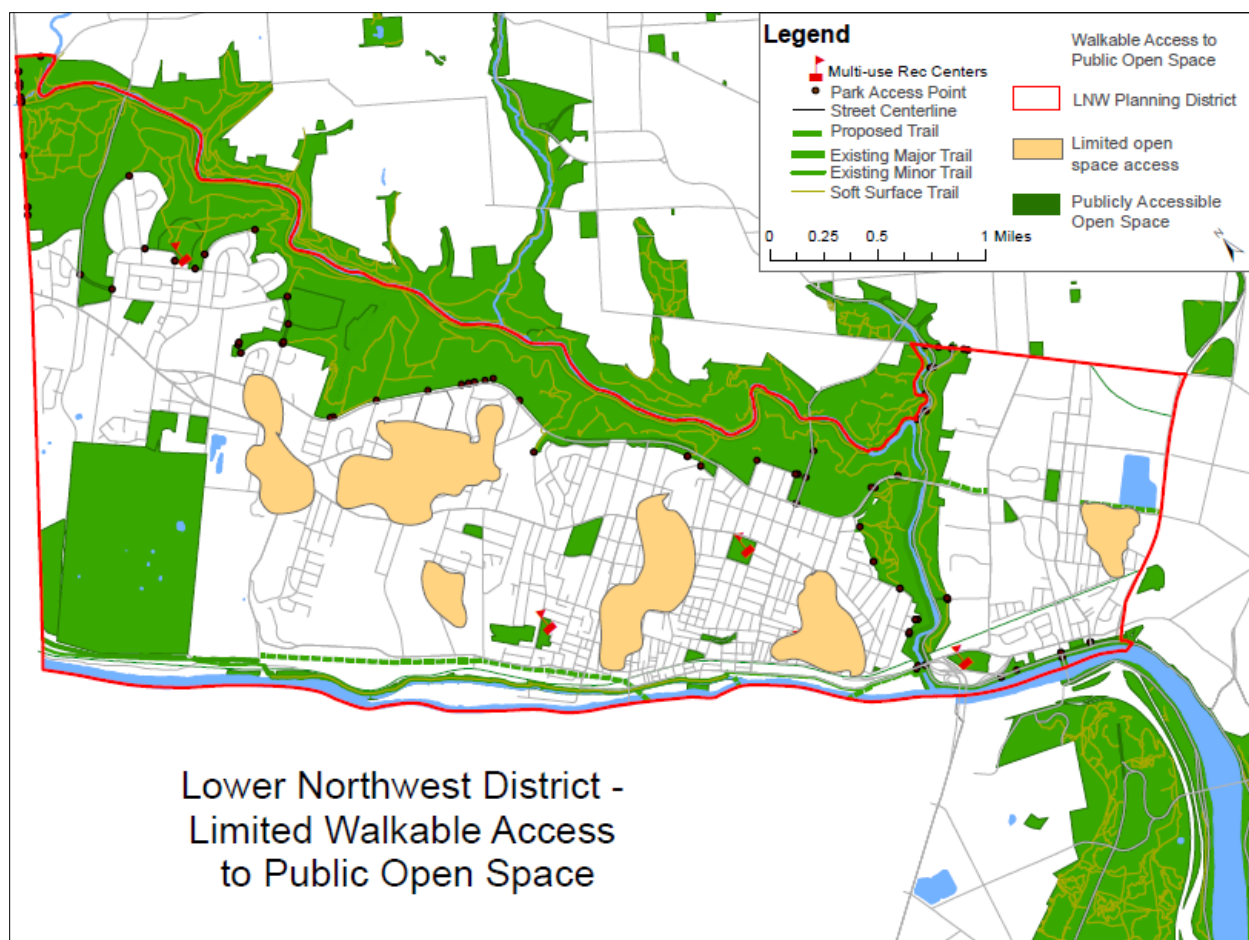 Legend
Multi-use Rec Centers
Park Access Point
Street Centerline
Proposed Trail
Existing Major Trail
Existing Minor Trail
Soft Surface Trail
0 0.25 0.5 1 Miles
Walkable Access to
Public Open Space
LNW Planning District
Limited open
space access
Publicly Accessible
Open Space
N
Lower Northwest District -
Limited Walkable Access
to Public Open Space